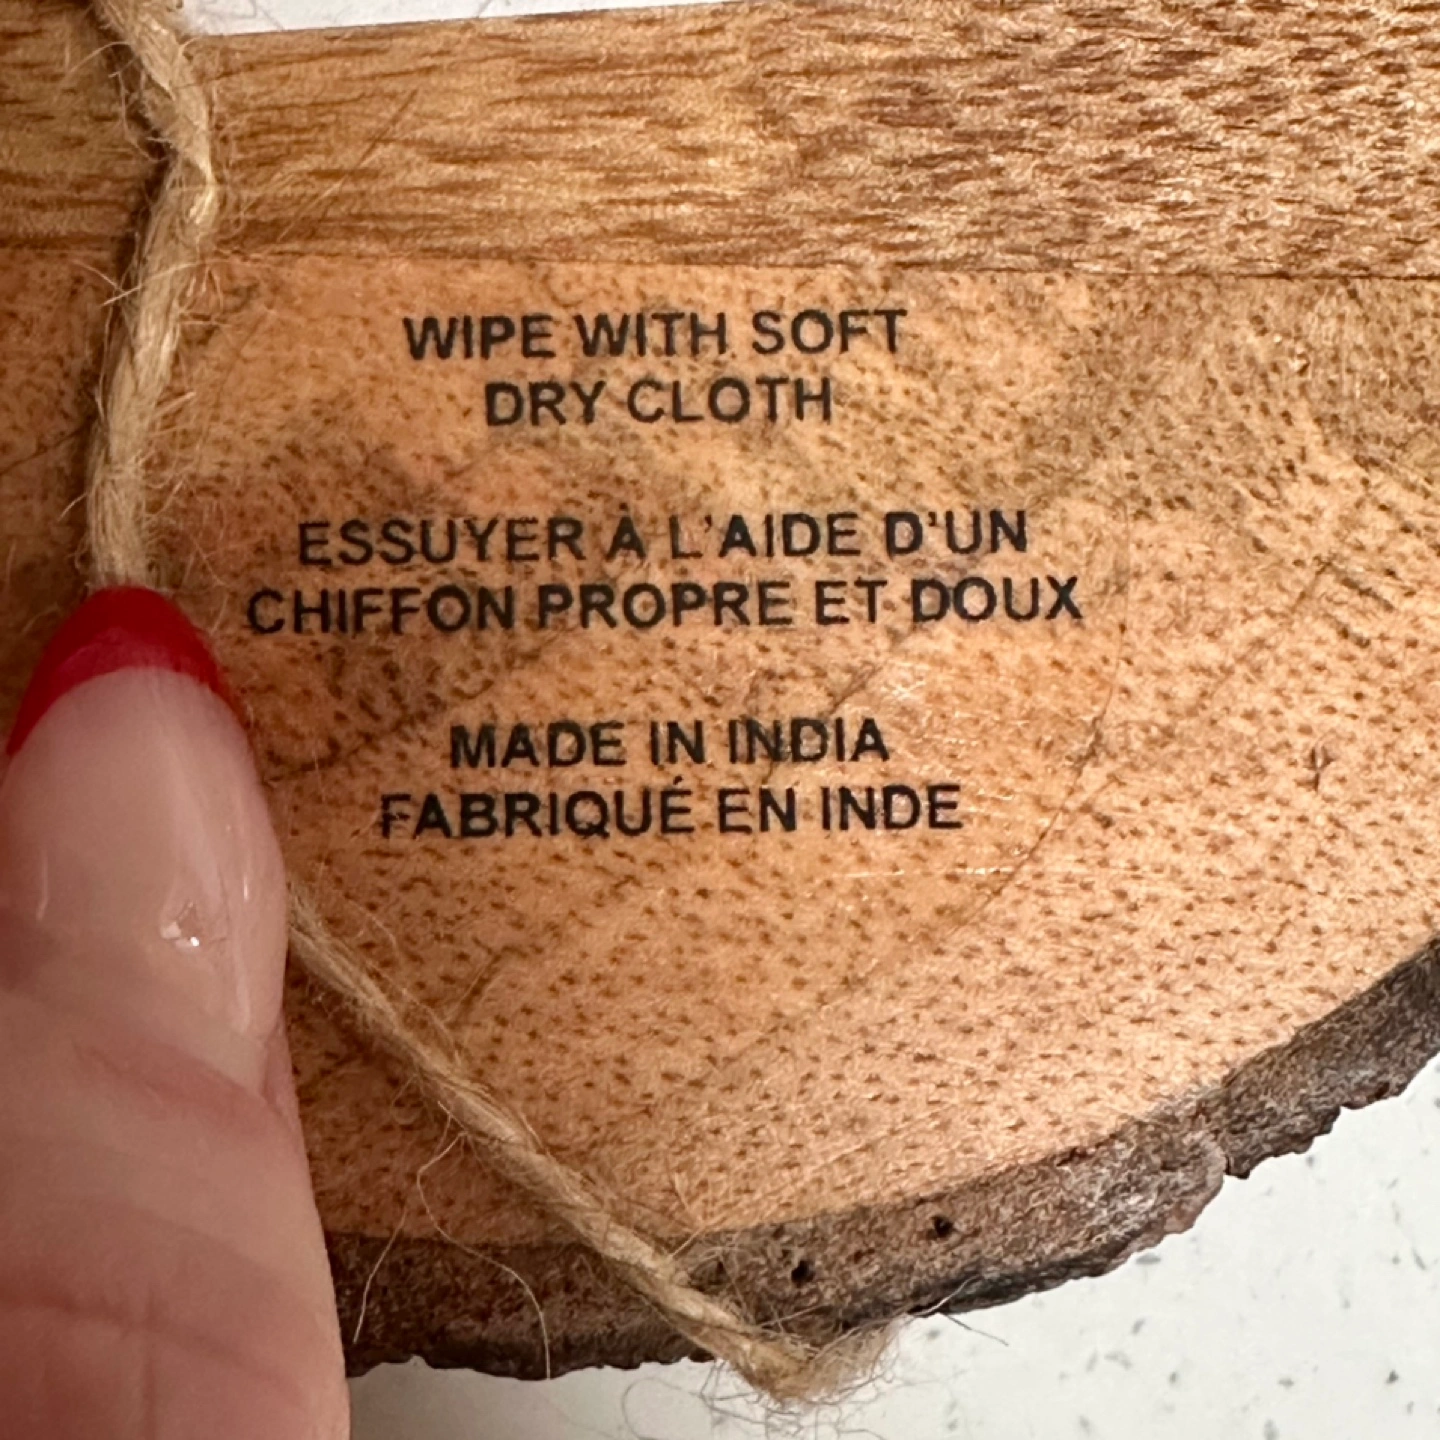 WIPE WITH SOFT
DRY CLOTH
ESSUYER À L'AIDE D'UN
CHIFFON PROPRE ET DOUX
MADE IN INDIA
FABRIQUÉ EN INDE